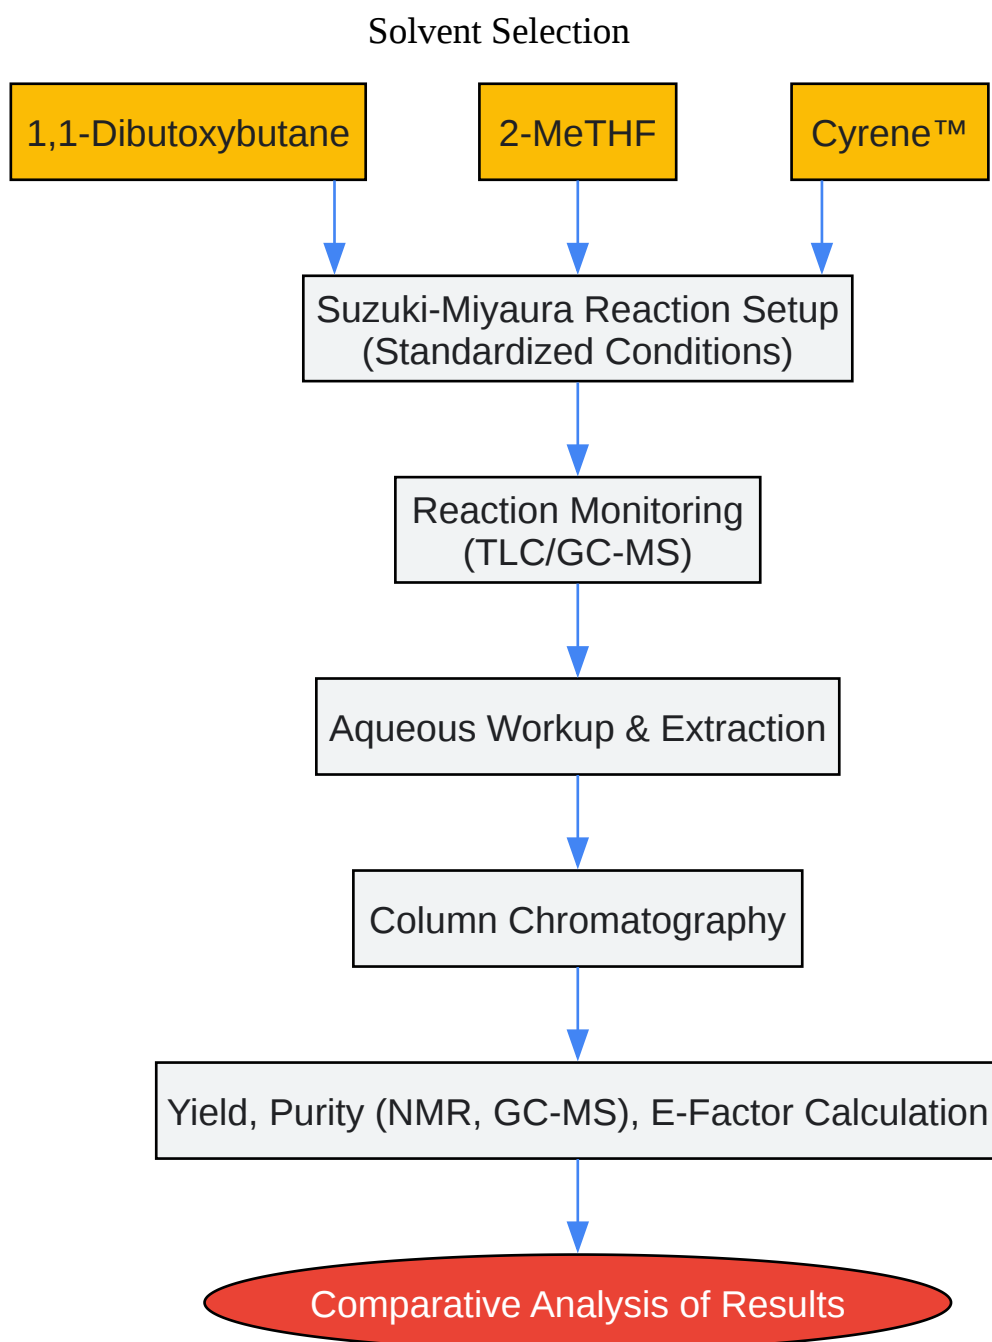 Solvent Selection
1,1-Dibutoxybutane
2-MeTHF
Cyrene™
Suzuki-Miyaura Reaction Setup
(Standardized Conditions)
Reaction Monitoring
(TLC/GC-MS)
Aqueous Workup & Extraction
Column Chromatography
Yield, Purity (NMR, GC-MS), E-Factor Calculation
Comparative Analysis of Results